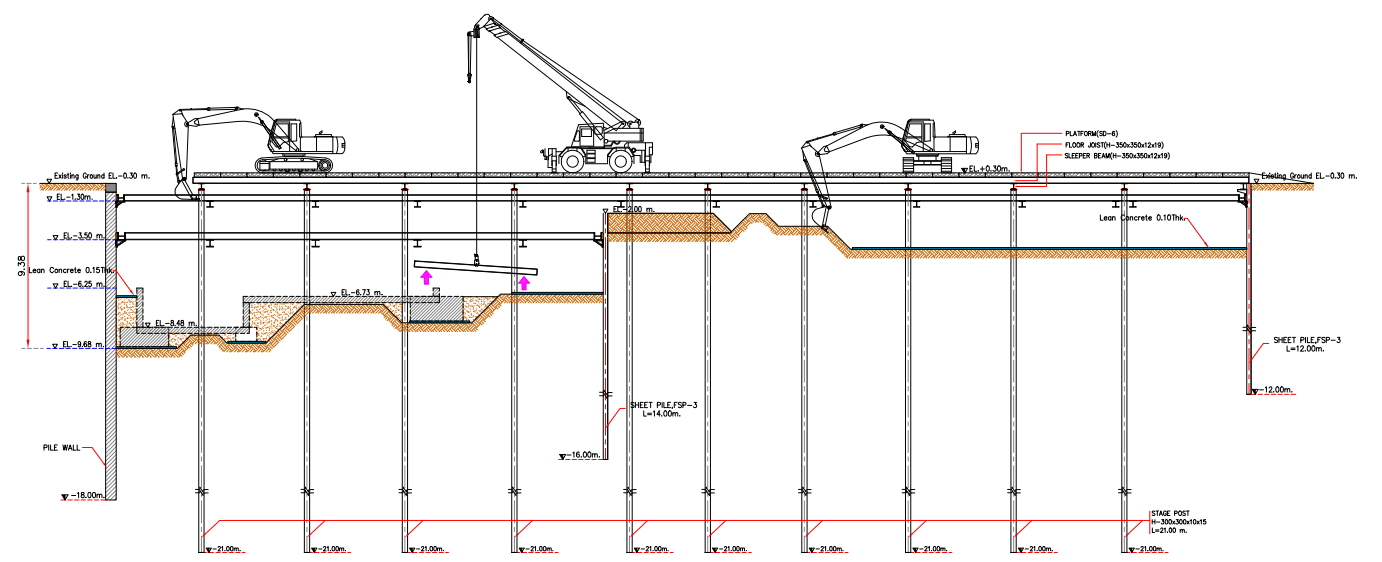 PLATFORM(SD-6)
FLOOR JOIST(H-350x350x12x19)
SLEEPER BEAM(H-350x350x12x19)
EL.+0.30m.
Existing Ground EL-0.30 m.
Existing Ground EL-0.30 m.
EL-1.30m.
EL-2.00 m.
Lean Concrete 0.10Thk.
EL-3.50 m.
9.38
Lean Concrete 0.15Thk.
EL-6.25 m.
EL-6.73 m.
EL-8.48 m.
EL-9.68 m.
SHEET PILE,FSP-3
L=12.00m.
-12.00m.
SHEET PILE,FSP-3
L=14.00m.
PILE WALL
-16.00m.
-18.00m.
STAGE POST
H-300x300x10x15
L=21.00 m.
-21.00m.
-21.00m.
-21.00m.
-21.00m.
-21.00m.
-21.00m.
-21.00m.
-21.00m.
-21.00m.
-21.00m.